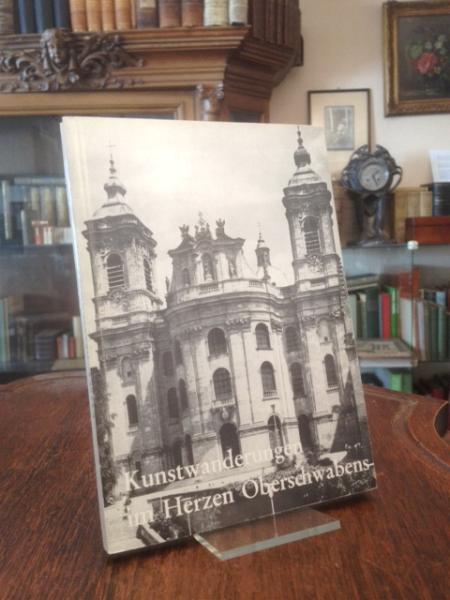 Kunstwanderungen
im Herzen Oberschwabens